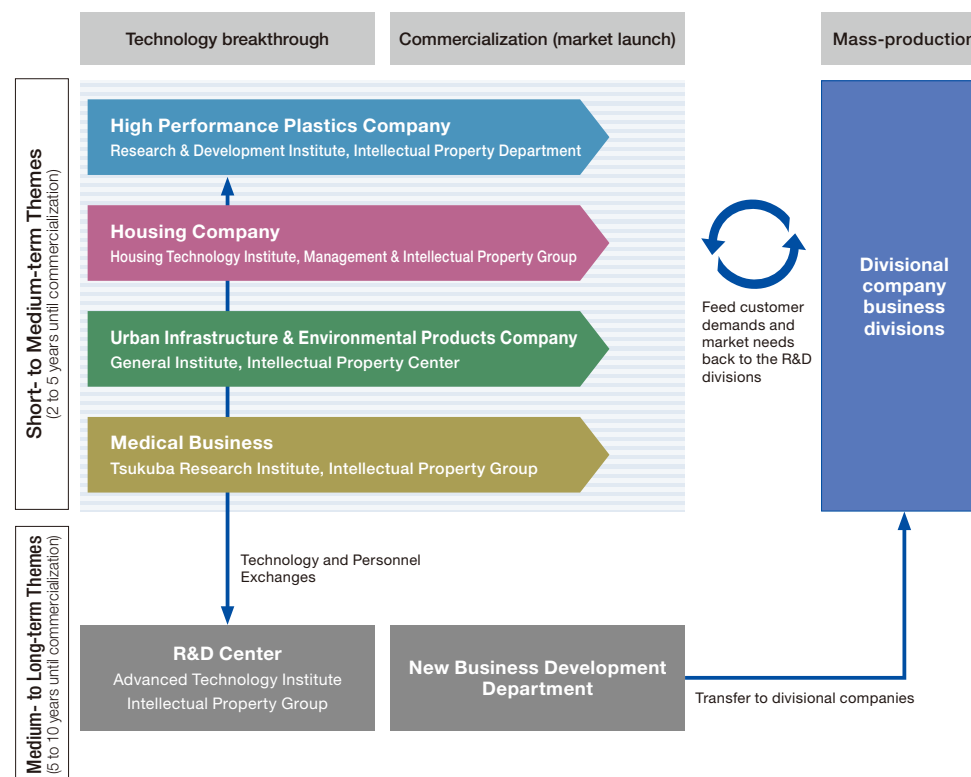 Technology breakthrough
Commercialization (market launch)
Mass-production
Short- to Medium-term Themes
(2 to 5 years until commercialization)
High Performance Plastics Company
Research & Development Institute, Intellectual Property Department
Housing Company
Housing Technology Institute, Management & Intellectual Property Group
Urban Infrastructure & Environmental Products Company
General Institute, Intellectual Property Center
Medical Business
Tsukuba Research Institute, Intellectual Property Group
Feed customer
demands and
market needs
back to the R&D
divisions
Divisional
company
business
divisions
Technology and Personnel
Exchanges
Medium- to Long-term Themes
(5 to 10 years until commercialization)
R&D Center
Advanced Technology Institute
Intellectual Property Group
New Business Development
Department
Transfer to divisional companies